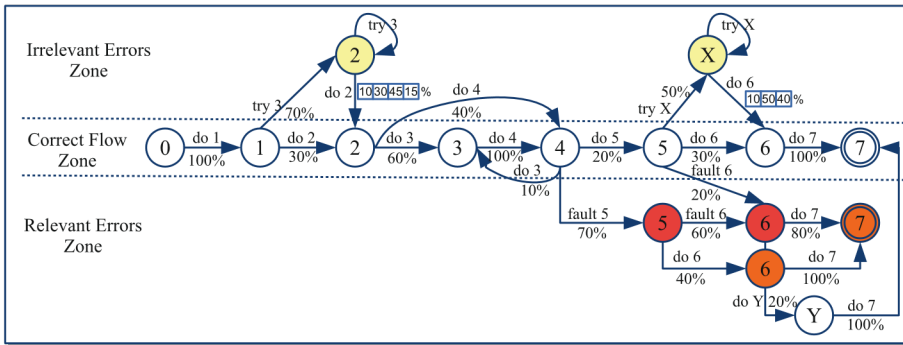 Irrelevant Errors
Zone
try 3
2
do 2
10 30 45 15 %
try 3
70%
try X
X
do 6
10 50 40 %
50%
try X
do 4
40%
Correct Flow
Zone
0
do 1
100%
1
do 2
30%
2
do 3
60%
3
do 4
100%
4
do 5
20%
5
do 6
30%
6
do 7
100%
7
do 3
10%
fault 6
20%
Relevant Errors
Zone
fault 5
70%
5
fault 6
60%
6
do 7
80%
7
do 6
40%
6
do 7
100%
do Y
20%
Y
do 7
100%